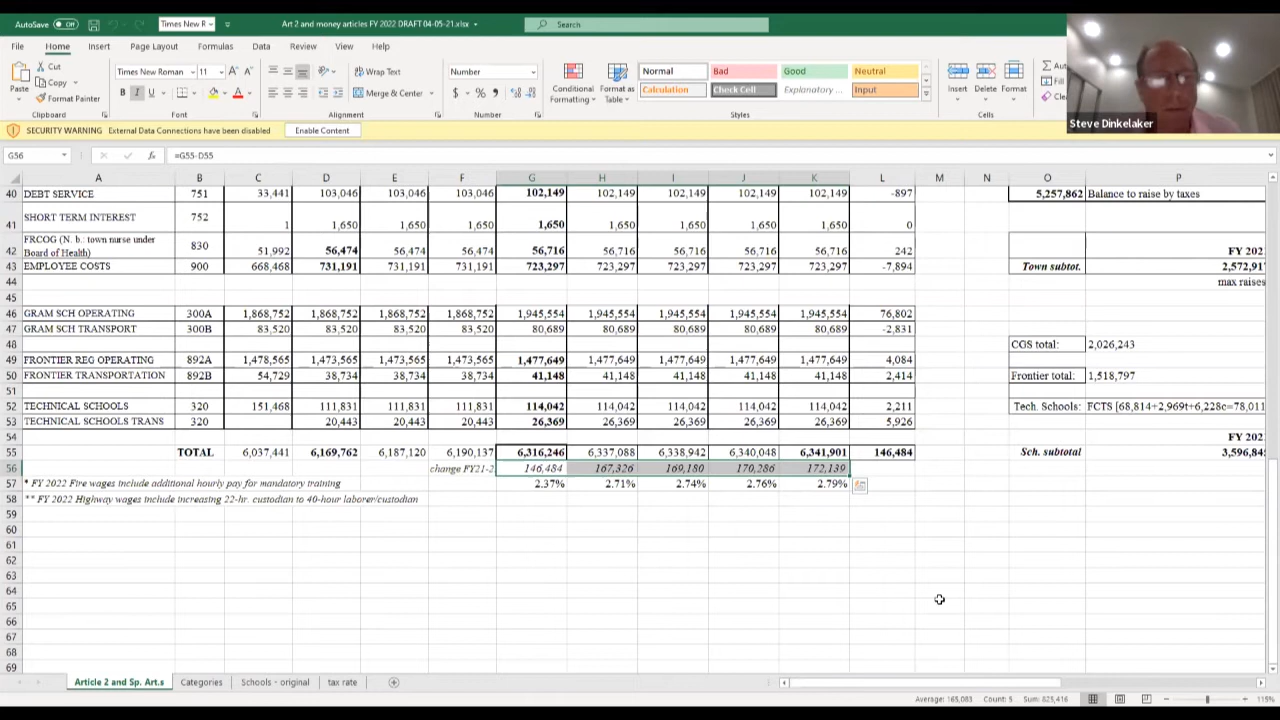 AutoSave Off Times New R Art 2 and money articles FY 2022 DRAFT 04-05-21.xlsx Search
File Home Insert Page Layout Formulas Data Review View Help
Paste Cut Copy Format Painter Clipboard
Times New Roman 11 B I U Font
Wrap Text Merge & Center Alignment
Number $ % Number
Conditional Formatting Format as Table
Normal Bad Good Neutral
Calculation Check Cell Explanatory ... Input
Styles
Insert Delete Format Cells
Steve Dinkelaker
SECURITY WARNING External Data Connections have been disabled Enable Content
G56 fx =G55-D55
A B C D E F G H I J K L M N O P
40 DEBT SERVICE 751 33,441 103,046 103,046 103,046 102,149 102,149 102,149 102,149 102,149 -897 5,257,862 Balance to raise by taxes
41 SHORT TERM INTEREST 752 1 1,650 1,650 1,650 1,650 1,650 1,650 1,650 1,650 0
42 FRCOG (N. b.: town nurse under Board of Health) 830 51,992 56,474 56,474 56,474 56,716 56,716 56,716 56,716 56,716 242 FY 202
43 EMPLOYEE COSTS 900 668,468 731,191 731,191 731,191 723,297 723,297 723,297 723,297 723,297 -7,894 Town subtot. 2,572,91
44 max raises
45
46 GRAM SCH OPERATING 300A 1,868,752 1,868,752 1,868,752 1,868,752 1,945,554 1,945,554 1,945,554 1,945,554 1,945,554 76,802
47 GRAM SCH TRANSPORT 300B 83,520 83,520 83,520 83,520 80,689 80,689 80,689 80,689 80,689 -2,831
48 CGS total: 2,026,243
49 FRONTIER REG OPERATING 892A 1,478,565 1,473,565 1,473,565 1,473,565 1,477,649 1,477,649 1,477,649 1,477,649 1,477,649 4,084
50 FRONTIER TRANSPORTATION 892B 54,729 38,734 38,734 38,734 41,148 41,148 41,148 41,148 41,148 2,414 Frontier total: 1,518,797
51
52 TECHNICAL SCHOOLS 320 151,468 111,831 111,831 111,831 114,042 114,042 114,042 114,042 114,042 2,211 Tech. Schools: FCTS [68,814+2,969t+6,228c=78,011
53 TECHNICAL SCHOOLS TRANS 320 20,443 20,443 20,443 26,369 26,369 26,369 26,369 26,369 5,926
54 FY 202
55 TOTAL 6,037,441 6,169,762 6,187,120 6,190,137 6,316,246 6,337,088 6,338,942 6,340,048 6,341,901 146,484 Sch. subtotal 3,596,84
56 change FY21-2 146,484 167,326 169,180 170,286 172,139
57 * FY 2022 Fire wages include additional hourly pay for mandatory training 2.37% 2.71% 2.74% 2.76% 2.79%
58 ** FY 2022 Highway wages include increasing 22-hr. custodian to 40-hour laborer/custodian
59
60
61
62
63
64
65
66
67
68
69
Article 2 and Sp. Art.s Categories Schools - original tax rate
Average: 165,083 Count: 5 Sum: 825,416 115%